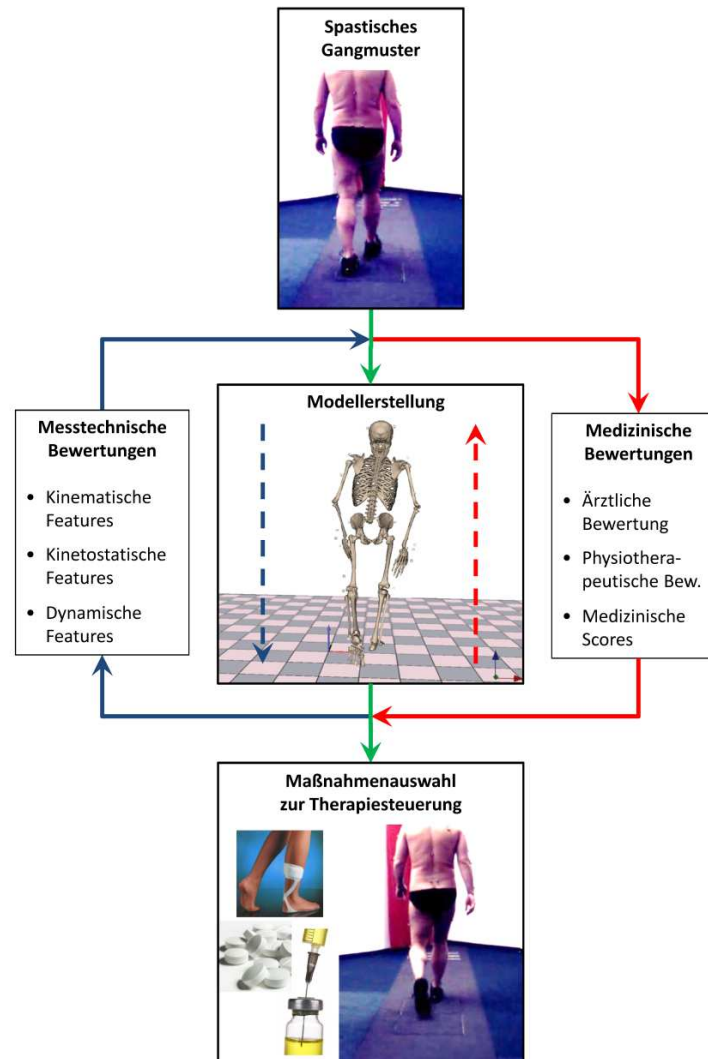 Spastisches
Gangmuster
Modellerstellung
Messtechnische
Bewertungen
• Kinematische
Features
• Kinetostatische
Features
• Dynamische
Features
Medizinische
Bewertungen
• Ärztliche
Bewertung
• Physiothera-
peutische Bew.
• Medizinische
Scores
Maßnahmenauswahl
zur Therapiesteuerung